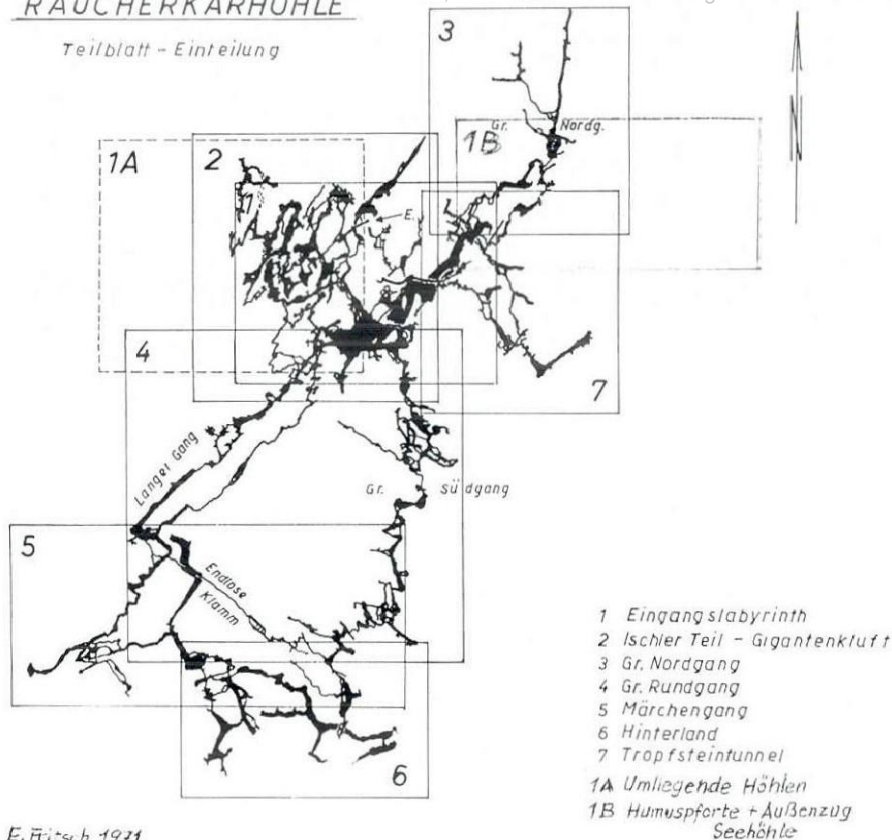 RAUCHERKARHÖHLE
Teilblatt - Einteilung
3
Gr. Nordg.
1B
1A
2
1
E.
N
4
7
Langer Gang
Gr. Südgang
5
Endlose
Klamm
6
1 Eingangslabyrinth
2 Ischler Teil - Gigantenkluft
3 Gr. Nordgang
4 Gr. Rundgang
5 Märchengang
6 Hinterland
7 Tropfsteintunnel
1A Umliegende Höhlen
1B Humuspforte + Außenzug
Seehöhle
E. Fritsch 1971